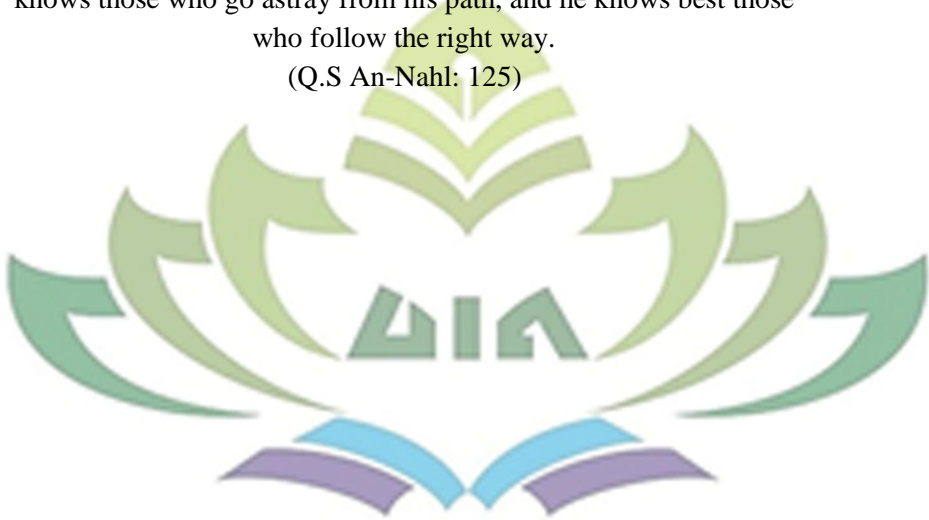 knows those who go astray from his path, and he knows best those
who follow the right way.
(Q.S An-Nahl: 125)
UIN